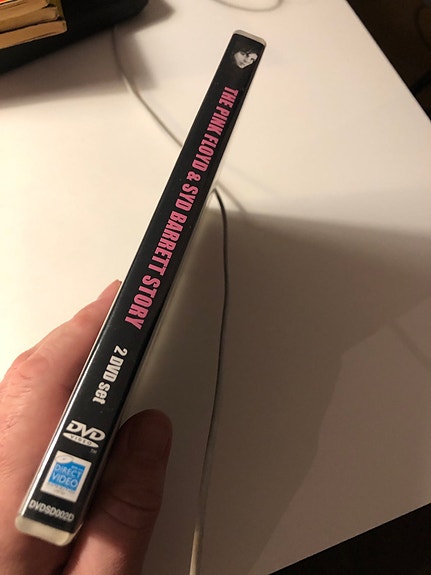 THE PINK FLOYD & SYD BARRETT STORY
2 DVD set
DVD
VIDEO
DIRECT
VIDEO
DVDSD002D